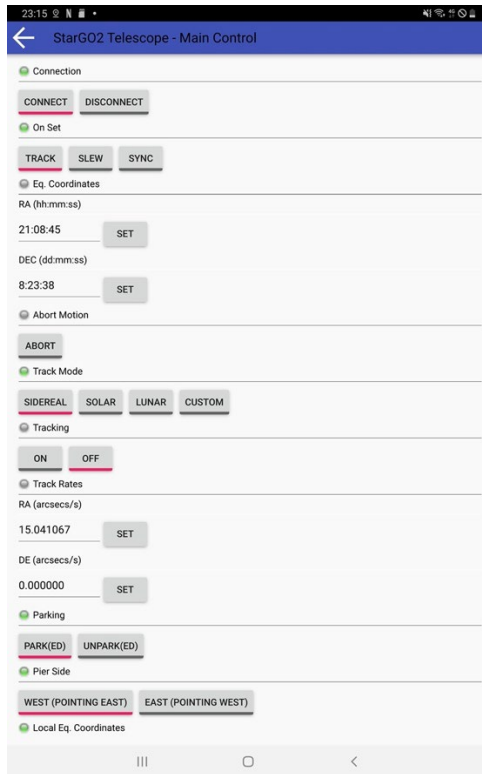 23:15
StarGO2 Telescope - Main Control
Connection
CONNECT DISCONNECT
On Set
TRACK SLEW SYNC
Eq. Coordinates
RA (hh:mm:ss)
21:08:45 SET
DEC (dd:mm:ss)
8:23:38 SET
Abort Motion
ABORT
Track Mode
SIDEREAL SOLAR LUNAR CUSTOM
Tracking
ON OFF
Track Rates
RA (arcsecs/s)
15.041067 SET
DE (arcsecs/s)
0.000000 SET
Parking
PARK(ED) UNPARK(ED)
Pier Side
WEST (POINTING EAST) EAST (POINTING WEST)
Local Eq. Coordinates